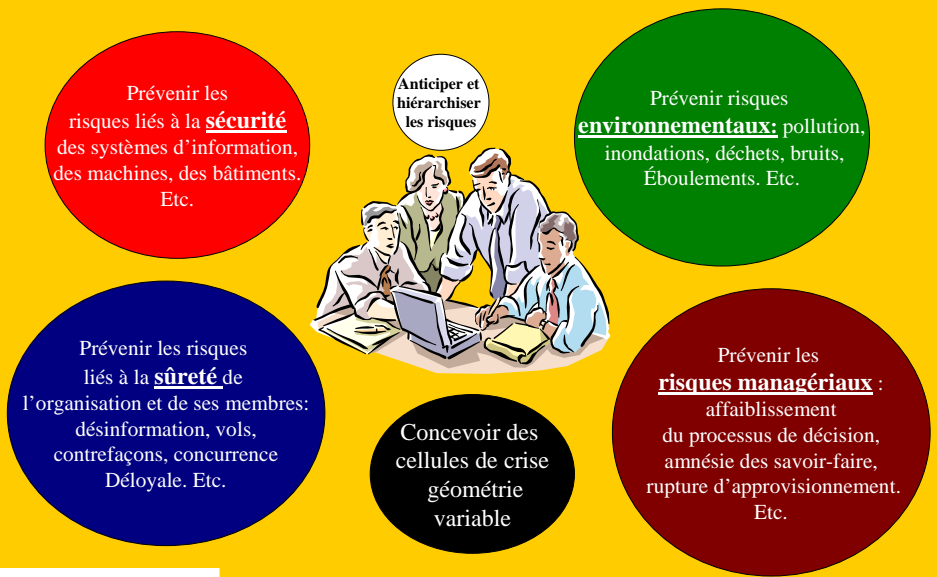 Prévenir les
risques liés à la sécurité
des systèmes d'information,
des machines, des bâtiments.
Etc.
Anticiper et
hiérarchiser
les risques
Prévenir risques
environnementaux: pollution,
inondations, déchets, bruits,
Éboulements. Etc.
Prévenir les risques
liés à la sûreté de
l'organisation et de ses membres:
désinformation, vols,
contrefaçons, concurrence
Déloyale. Etc.
Concevoir des
cellules de crise
géométrie
variable
Prévenir les
risques managériaux :
affaiblissement
du processus de décision,
amnésie des savoir-faire,
rupture d'approvisionnement.
Etc.